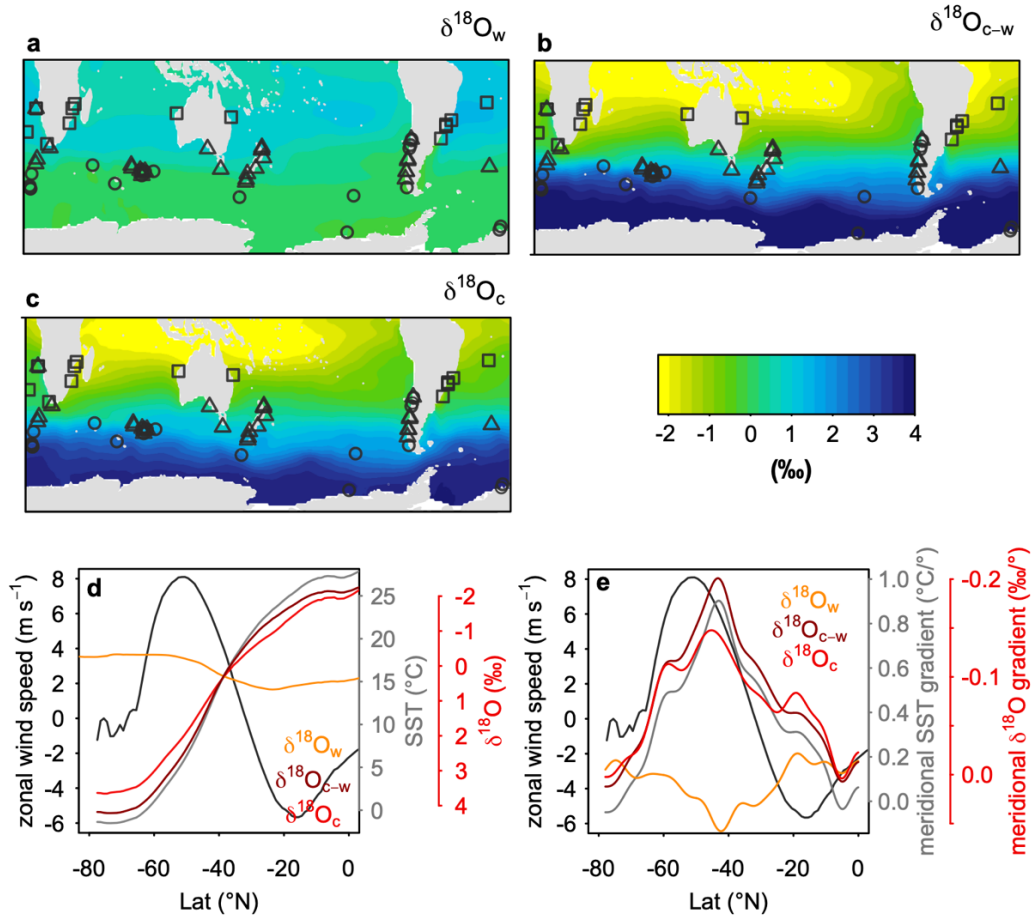 a
δ¹⁸Ow
b
δ¹⁸Oc−w
c
δ¹⁸Oc
-2 -1 0 1 2 3 4
(‰)
d
zonal wind speed (m s⁻¹)
8
6
4
2
0
-2
-4
-6
-80 -60 -40 -20 0
Lat (°N)
δ¹⁸Ow
δ¹⁸Oc−w
δ¹⁸Oc
25
20
15
10
5
0
SST (°C)
-2
-1
0
1
2
3
4
δ¹⁸O (‰)
e
zonal wind speed (m s⁻¹)
8
6
4
2
0
-2
-4
-6
-80 -60 -40 -20 0
Lat (°N)
δ¹⁸Ow
δ¹⁸Oc−w
δ¹⁸Oc
1.0
0.8
0.6
0.4
0.2
0.0
meridional SST gradient (°C/°)
-0.2
-0.1
0.0
meridional δ¹⁸O gradient (‰/°)